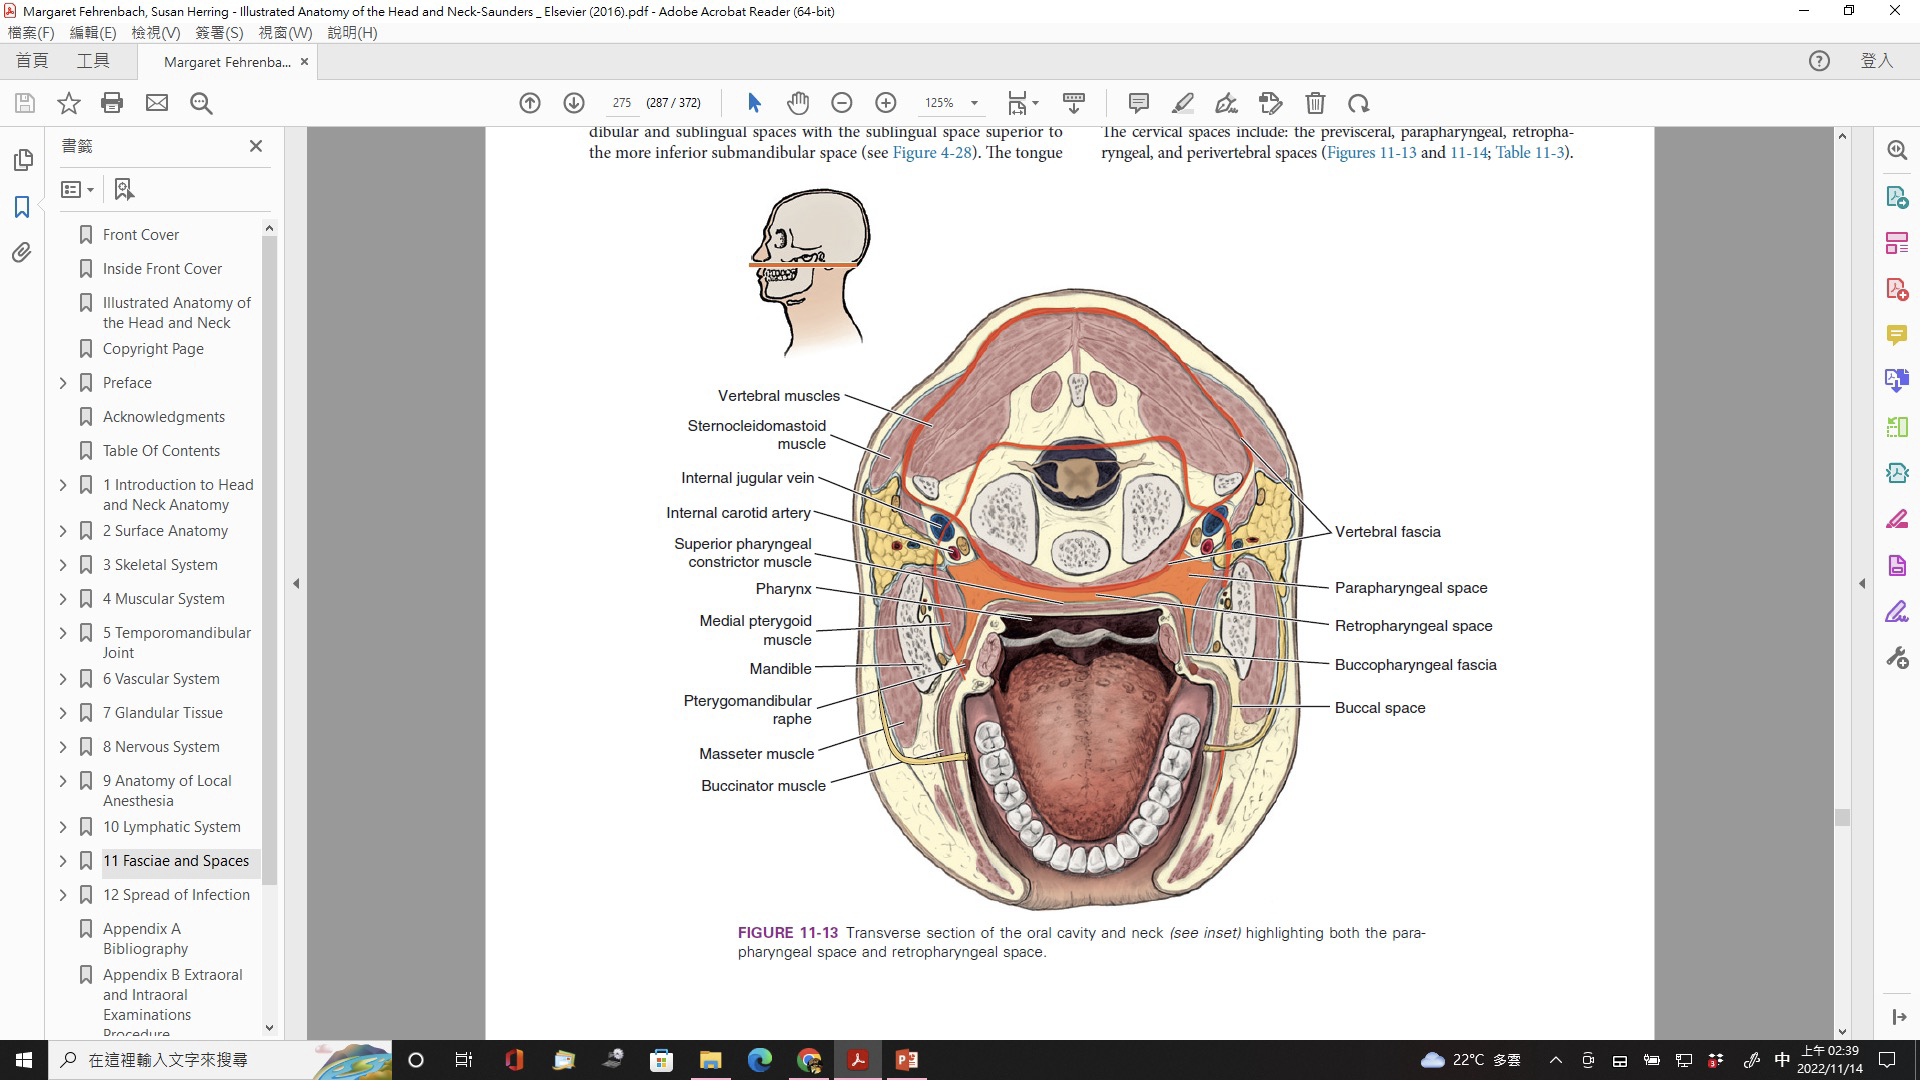 Margaret Fehrenbach, Susan Herring - Illustrated Anatomy of the Head and Neck-Saunders _ Elsevier (2016).pdf - Adobe Acrobat Reader (64-bit)
檔案(F) 編輯(E) 檢視(V) 簽署(S) 視窗(W) 說明(H)
首頁 工具 Margaret Fehrenba... 登入
275 (287 / 372) 125%
書籤
Front Cover
Inside Front Cover
Illustrated Anatomy of
the Head and Neck
Copyright Page
Preface
Acknowledgments
Table Of Contents
1 Introduction to Head
and Neck Anatomy
2 Surface Anatomy
3 Skeletal System
4 Muscular System
5 Temporomandibular
Joint
6 Vascular System
7 Glandular Tissue
8 Nervous System
9 Anatomy of Local
Anesthesia
10 Lymphatic System
11 Fasciae and Spaces
12 Spread of Infection
Appendix A
Bibliography
Appendix B Extraoral
and Intraoral
Examinations
Procedure
dibular and sublingual spaces with the sublingual space superior to
the more inferior submandibular space (see Figure 4-28). The tongue
The cervical spaces include: the previsceral, parapharyngeal, retropha-
ryngeal, and perivertebral spaces (Figures 11-13 and 11-14; Table 11-3).
Vertebral muscles
Sternocleidomastoid
muscle
Internal jugular vein
Internal carotid artery
Superior pharyngeal
constrictor muscle
Pharynx
Medial pterygoid
muscle
Mandible
Pterygomandibular
raphe
Masseter muscle
Buccinator muscle
Vertebral fascia
Parapharyngeal space
Retropharyngeal space
Buccopharyngeal fascia
Buccal space
FIGURE 11-13 Transverse section of the oral cavity and neck (see inset) highlighting both the para-
pharyngeal space and retropharyngeal space.
在這裡輸入文字來搜尋
22°C 多雲
中
上午 02:39
2022/11/14